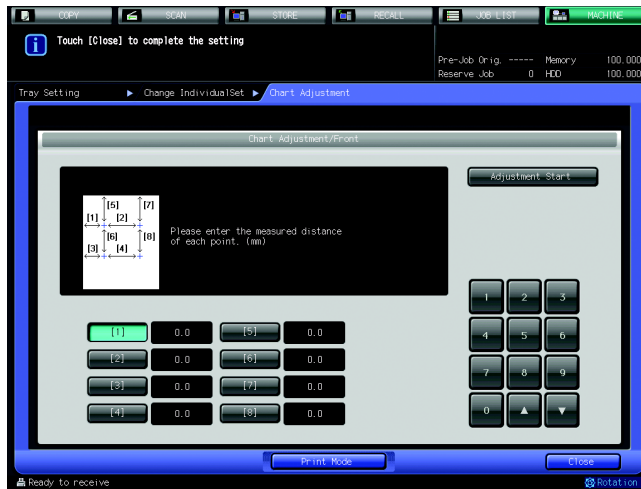 COPY SCAN STORE RECALL JOB LIST MACHINE
Touch [Close] to complete the setting
Pre-Job Orig. ----- Memory 100.000
Reserve Job 0 HDD 100.000
Tray Setting ▶ Change IndividualSet ▶ Chart Adjustment
Chart Adjustment/Front
Adjustment Start
[5] [7]
[1] [2]
[6] [8]
[3] [4]
Please enter the measured distance
of each point. (mm)
1 2 3
[1] 0.0 [5] 0.0
4 5 6
[2] 0.0 [6] 0.0
7 8 9
[3] 0.0 [7] 0.0
0 ▲ ▼
[4] 0.0 [8] 0.0
Print Mode Close
Ready to receive Rotation